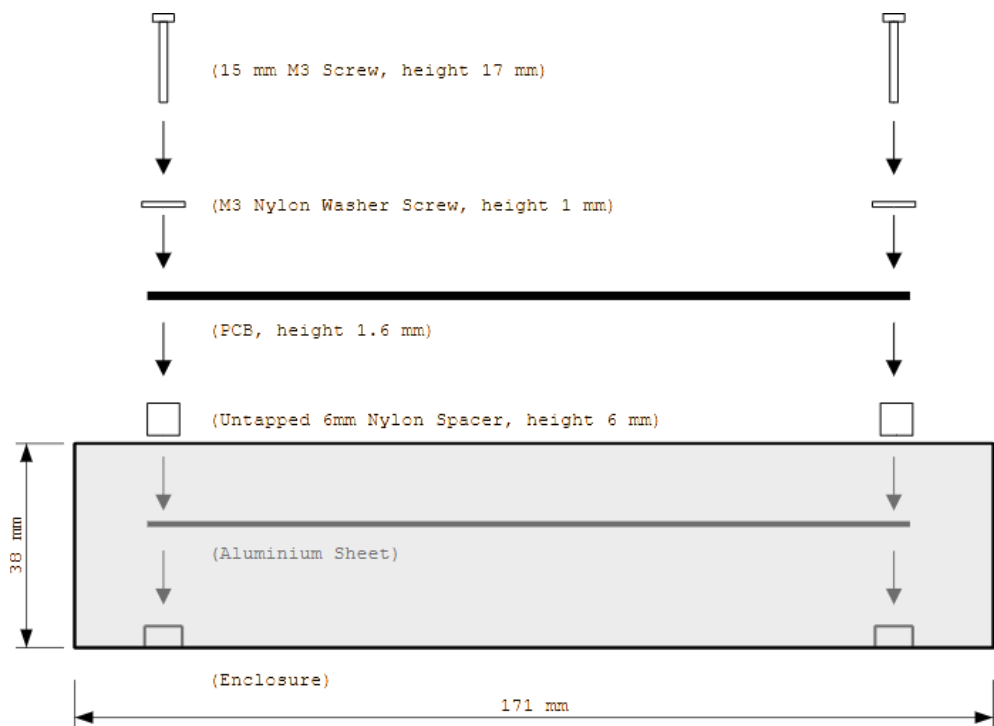 (15 mm M3 Screw, height 17 mm)
(M3 Nylon Washer Screw, height 1 mm)
(PCB, height 1.6 mm)
(Untapped 6mm Nylon Spacer, height 6 mm)
38 mm
(Aluminium Sheet)
(Enclosure)
171 mm